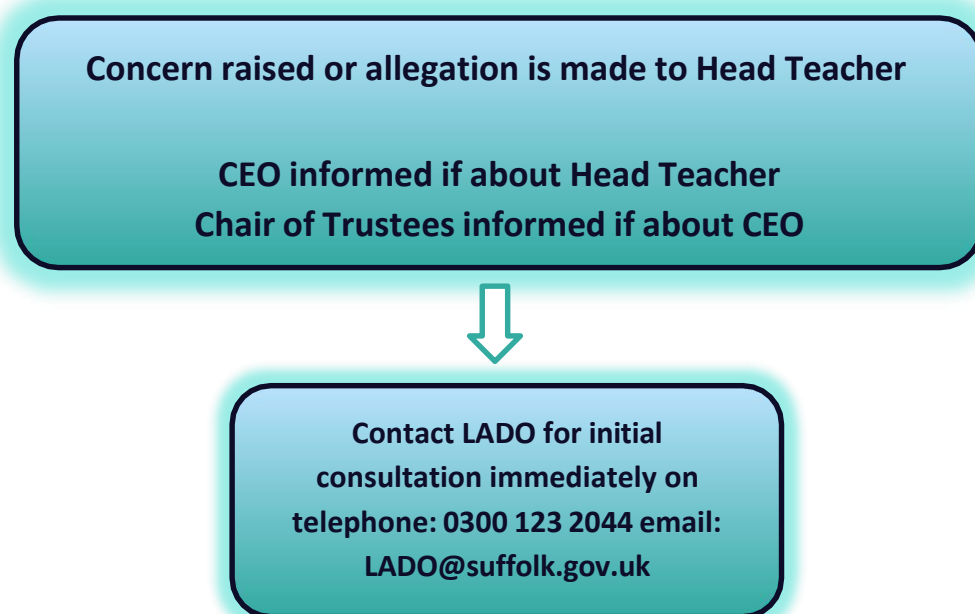 Concern raised or allegation is made to Head Teacher
CEO informed if about Head Teacher
Chair of Trustees informed if about CEO
Contact LADO for initial
consultation immediately on
telephone: 0300 123 2044 email:
LADO@suffolk.gov.uk